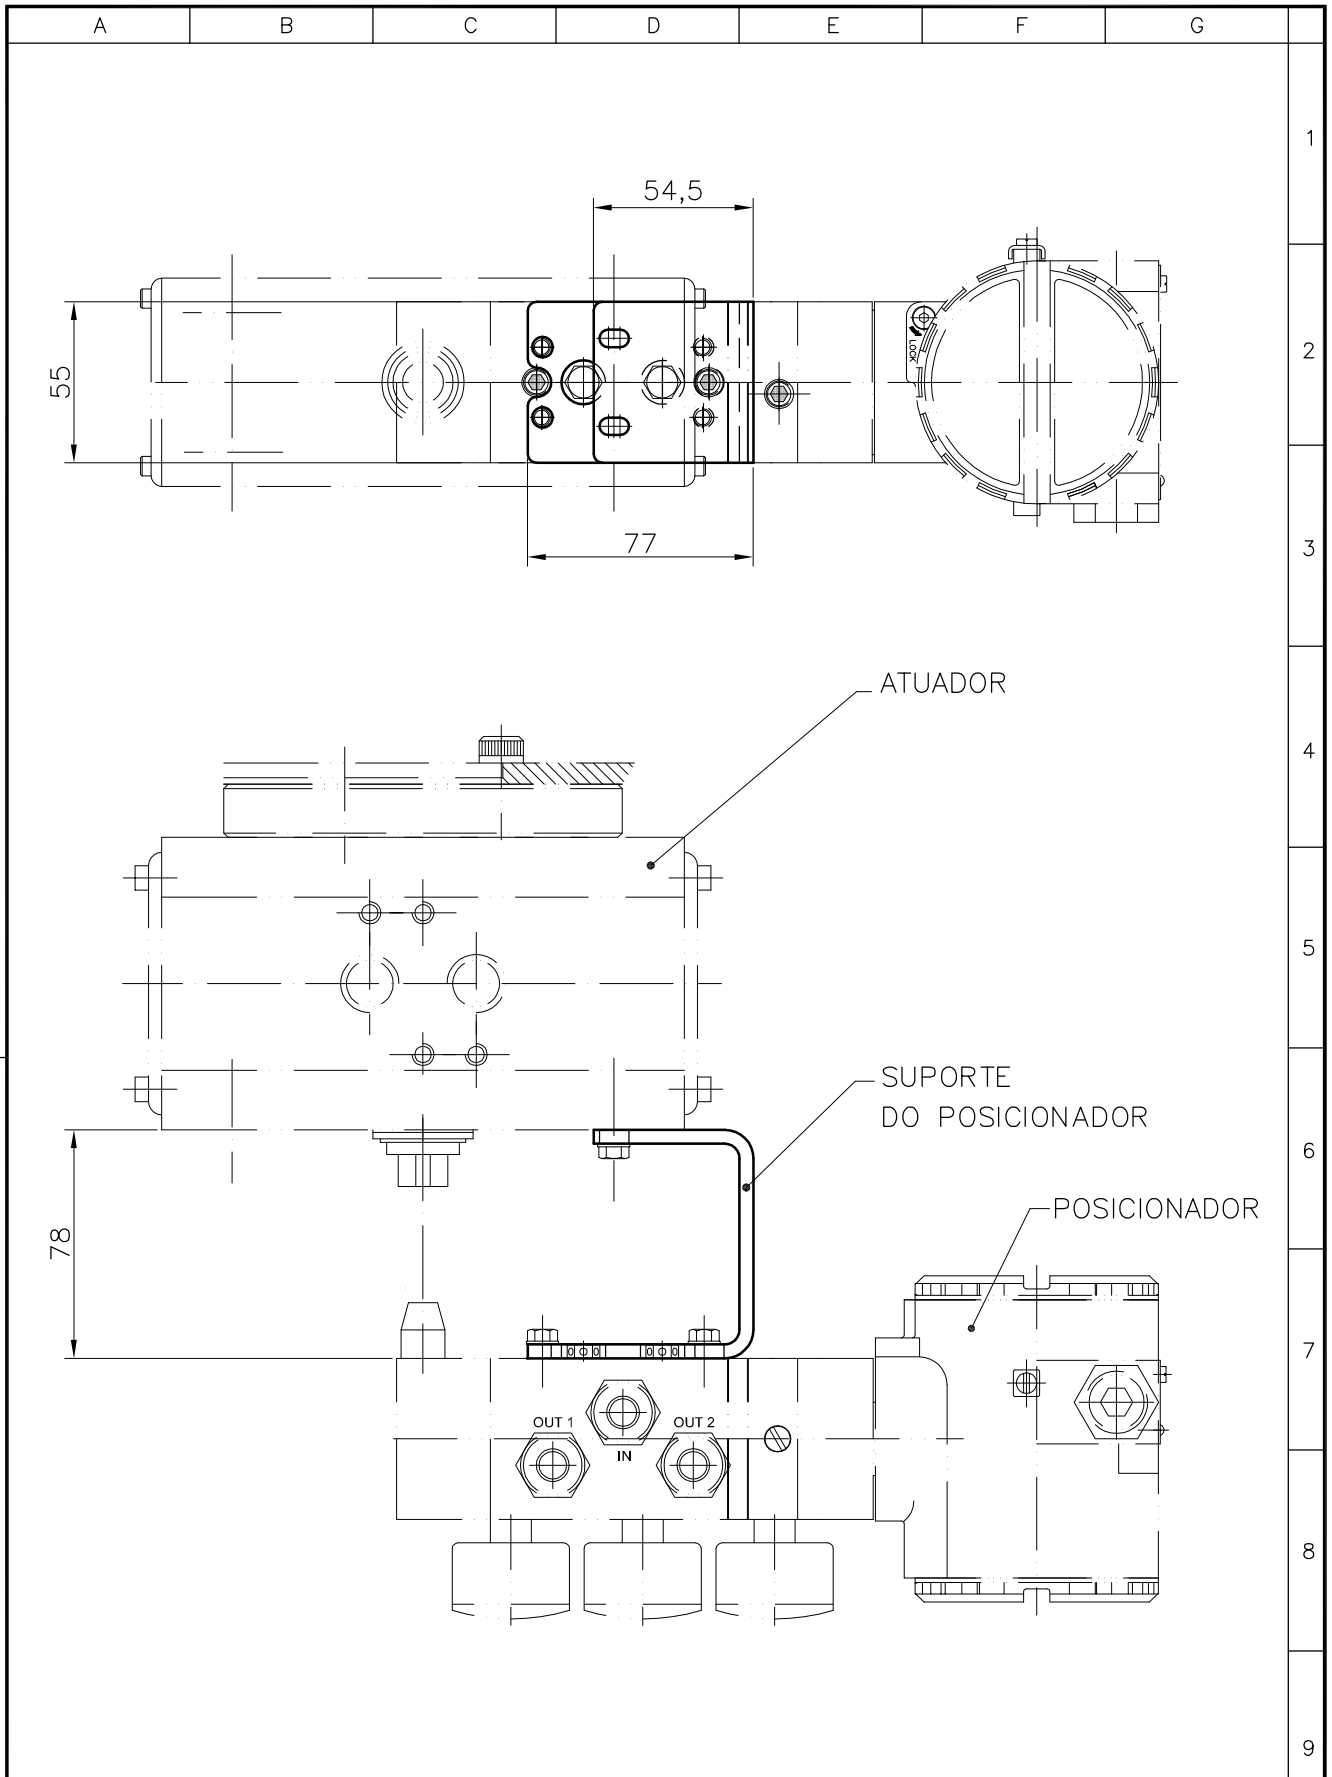 A B C D E F G
1
54,5
LOCK
55
2
77
3
ATUADOR
4
5
SUPORTE
DO POSICIONADOR
6
POSICIONADOR
78
7
OUT 1
OUT 2
IN
8
9